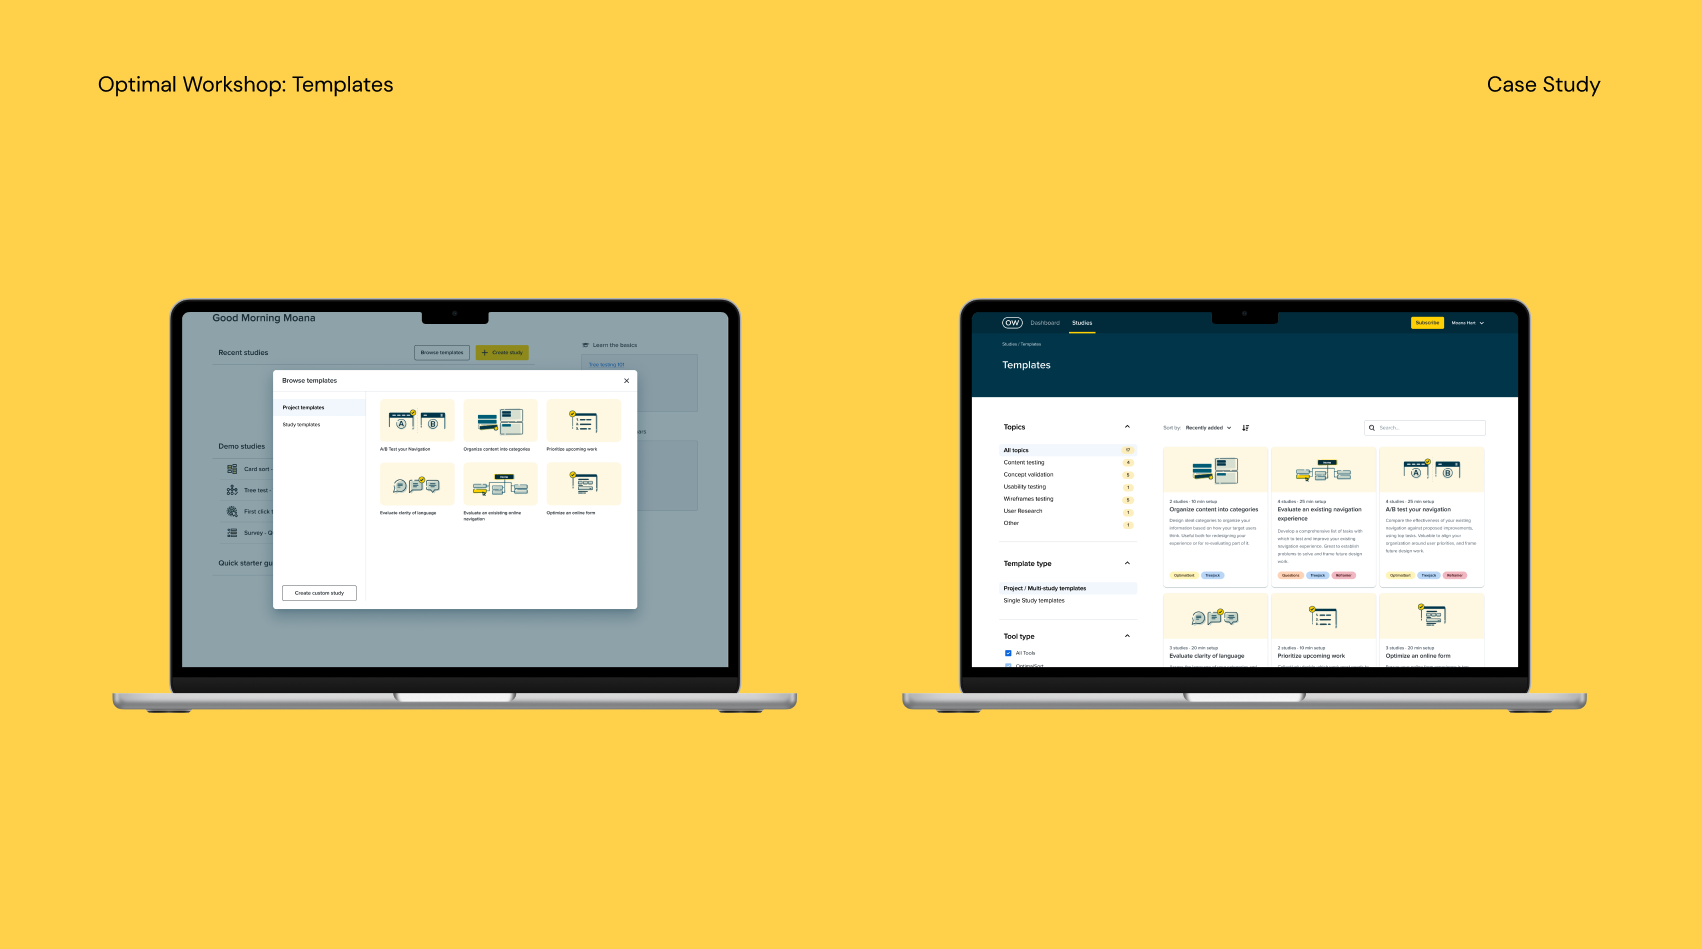 Optimal Workshop: Templates
Case Study
Good Morning Moana
Recent studies
Browse templates
Create study
Learn the basics
Tree testing 101
Browse templates
Project templates
Study templates
A/B Test your Navigation
Organize content into categories
Prioritize upcoming work
Evaluate clarity of language
Evaluate an exisisting online
navigation
Optimize an online form
Create custom study
Demo studies
Card sort -
Tree test -
First click t
Survey - Q
Quick starter gu
ars
OW
Dashboard
Studies
Subscribe
Moana Hart
Studies / Templates
Templates
Topics
All topics 17
Content testing 4
Concept validation 5
Usability testing 1
Wireframes testing 5
User Research 1
Other 1
Template type
Project / Multi-study templates
Single Study templates
Tool type
All Tools
OptimalSort
Sort by: Recently added
Search...
2 studies · 15 min setup
Organize content into categories
Design ideal categories to organize your
information based on how your target users
think. Useful both for redesigning your
experience or for re-evaluating part of it.
OptimalSort Treejack
4 studies · 25 min setup
Evaluate an existing navigation
experience
Develop a comprehensive list of tasks with
which to test and improve your existing
navigation experience. Great to establish
problems to solve and frame future design
work.
Questions Treejack Reframer
4 studies · 25 min setup
A/B test your navigation
Compare the effectiveness of your existing
navigation against proposed improvements,
using top tasks. Valuable to align your
organization around user priorities, and frame
future design work.
OptimalSort Treejack Reframer
3 studies · 20 min setup
Evaluate clarity of language
2 studies · 10 min setup
Prioritize upcoming work
3 studies · 20 min setup
Optimize an online form